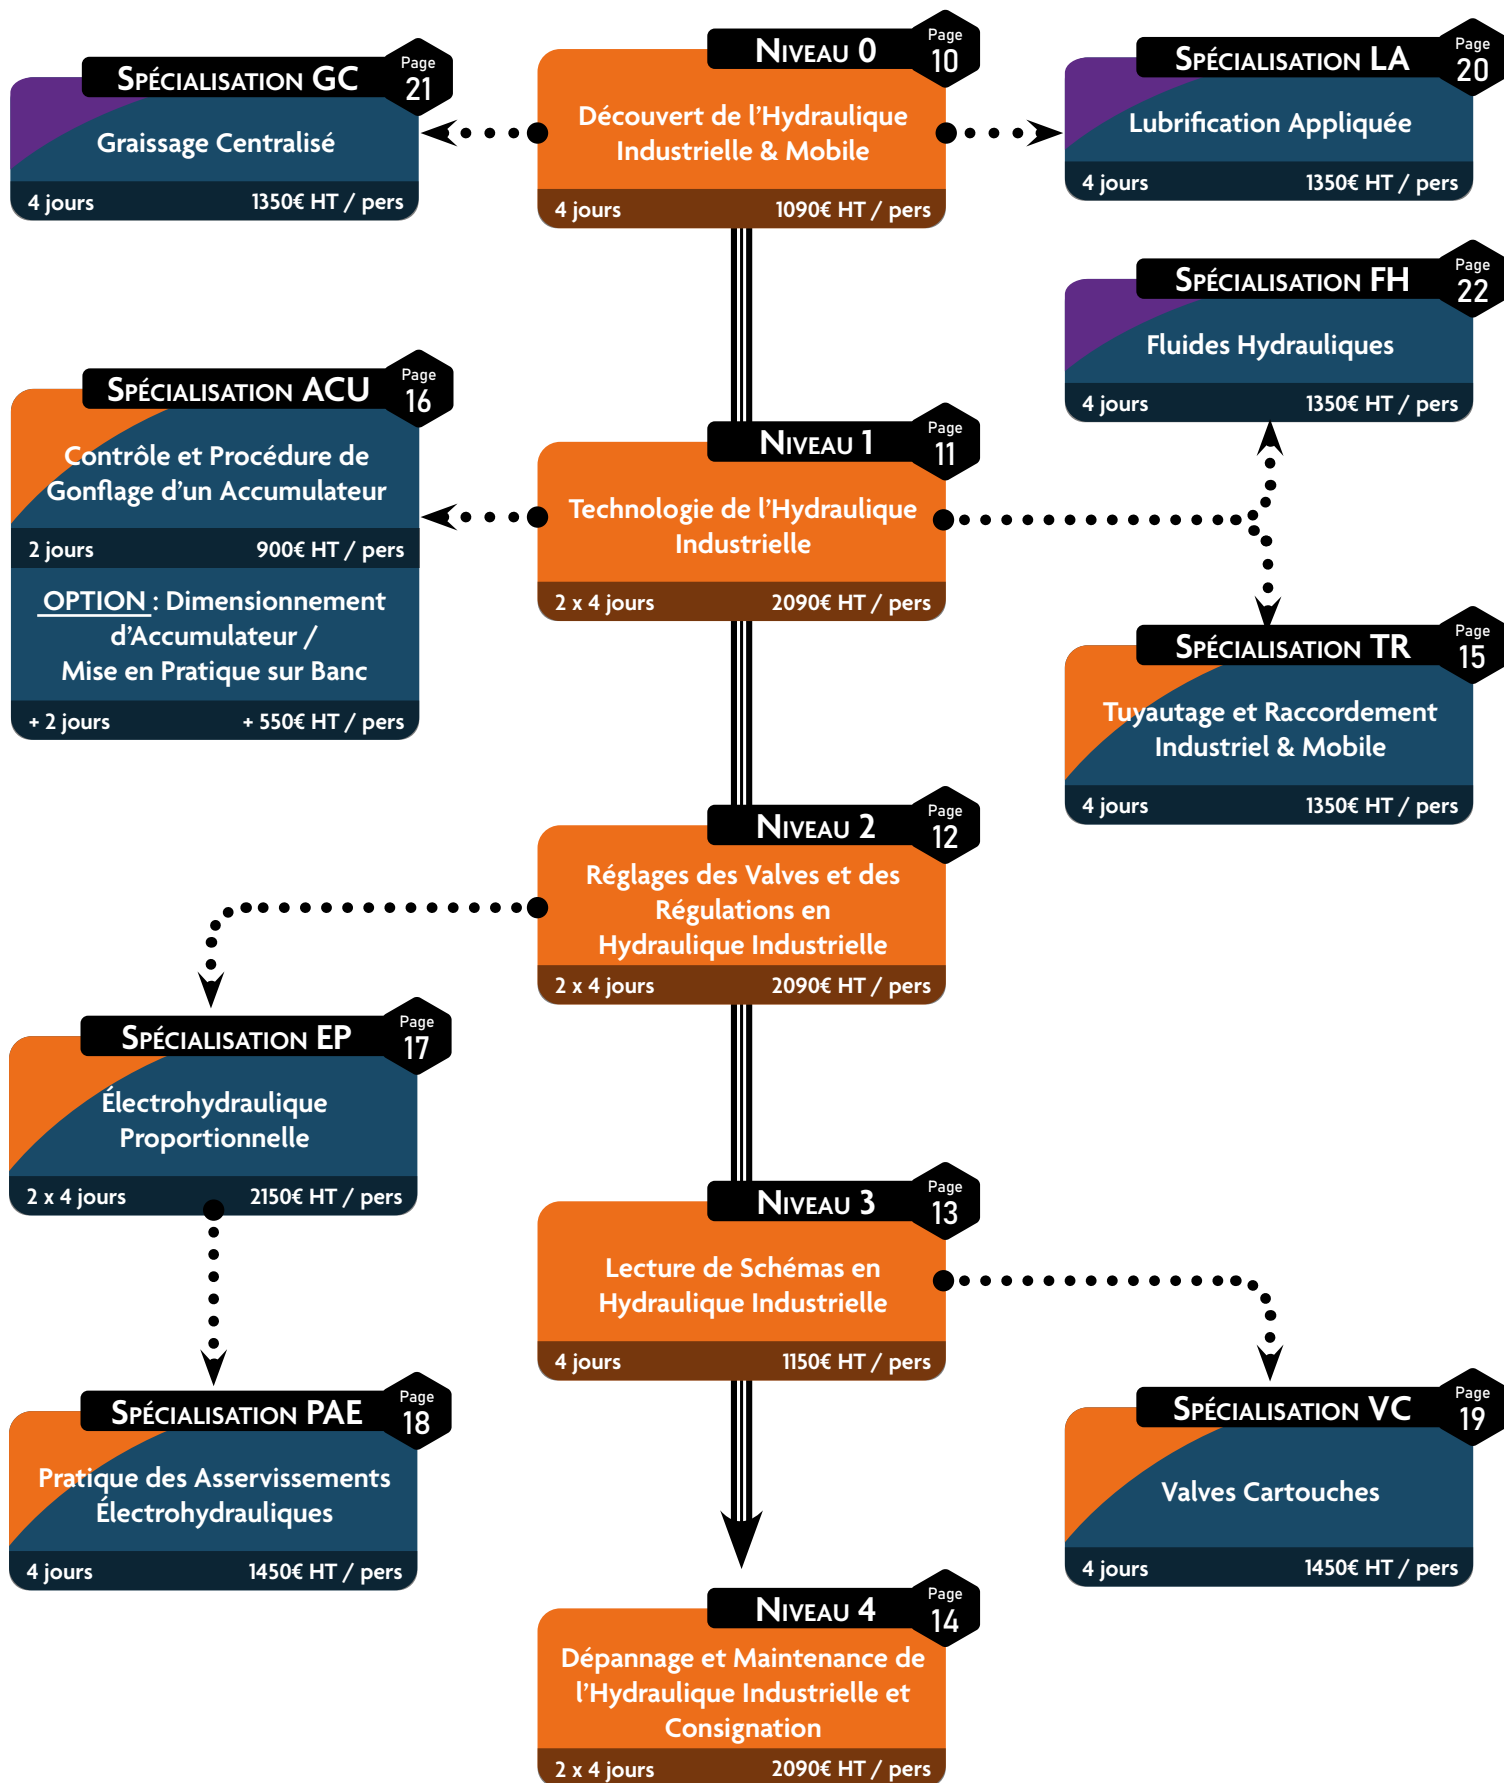 Spécialisation GC
Page
21
Graissage Centralisé
4 jours 1350€ HT / pers
Niveau 0
Page
10
Découvert de l'Hydraulique
Industrielle & Mobile
4 jours 1090€ HT / pers
Spécialisation LA
Page
20
Lubrification Appliquée
4 jours 1350€ HT / pers
Spécialisation FH
Page
22
Fluides Hydrauliques
4 jours 1350€ HT / pers
Spécialisation ACU
Page
16
Contrôle et Procédure de
Gonflage d'un Accumulateur
2 jours 900€ HT / pers
OPTION : Dimensionnement
d'Accumulateur /
Mise en Pratique sur Banc
+ 2 jours + 550€ HT / pers
Niveau 1
Page
11
Technologie de l'Hydraulique
Industrielle
2 x 4 jours 2090€ HT / pers
Spécialisation TR
Page
15
Tuyautage et Raccordement
Industriel & Mobile
4 jours 1350€ HT / pers
Niveau 2
Page
12
Réglages des Valves et des
Régulations en
Hydraulique Industrielle
2 x 4 jours 2090€ HT / pers
Spécialisation EP
Page
17
Électrohydraulique
Proportionnelle
2 x 4 jours 2150€ HT / pers
Niveau 3
Page
13
Lecture de Schémas en
Hydraulique Industrielle
4 jours 1150€ HT / pers
Spécialisation PAE
Page
18
Pratique des Asservissements
Électrohydrauliques
4 jours 1450€ HT / pers
Spécialisation VC
Page
19
Valves Cartouches
4 jours 1450€ HT / pers
Niveau 4
Page
14
Dépannage et Maintenance de
l'Hydraulique Industrielle et
Consignation
2 x 4 jours 2090€ HT / pers